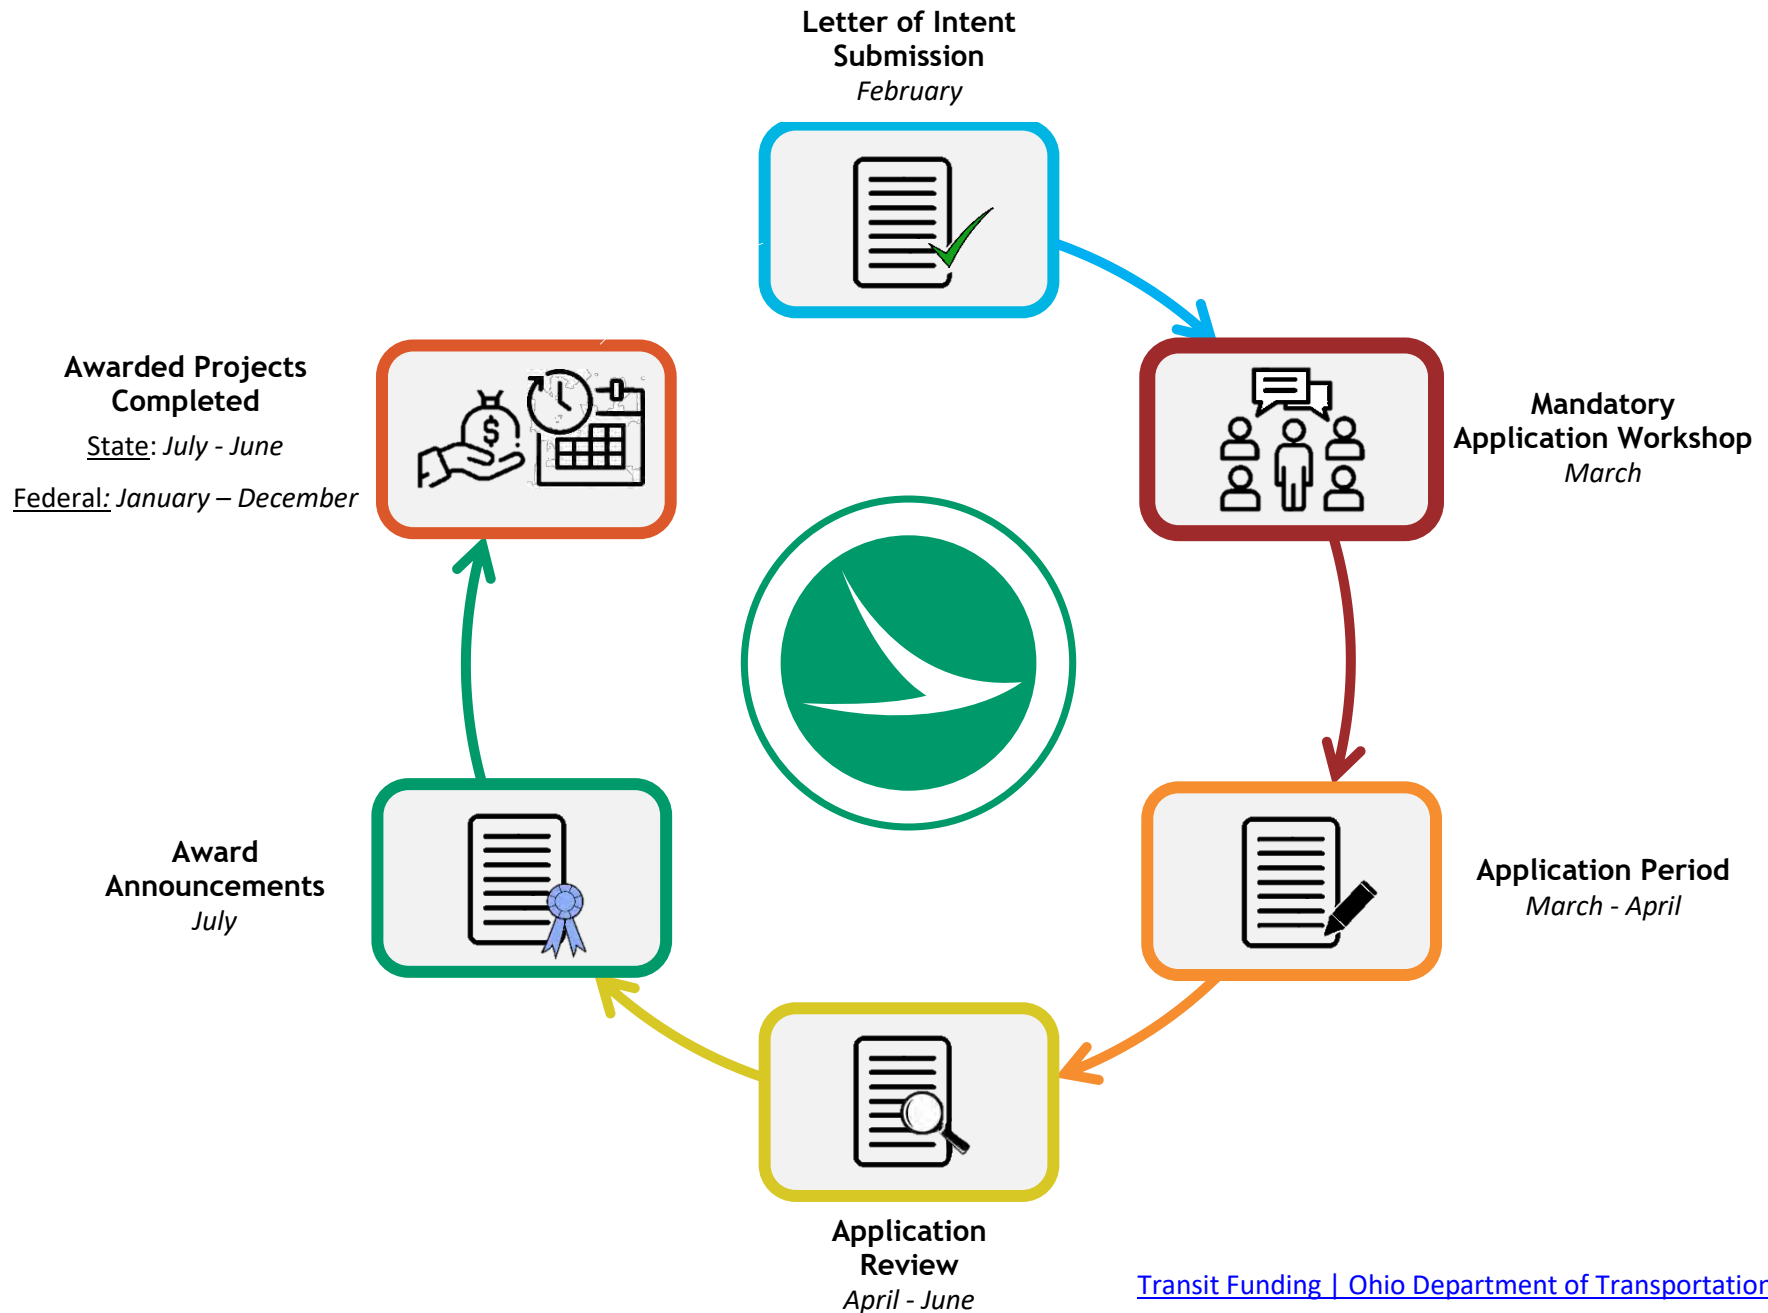 Letter of Intent
Submission
February
Mandatory
Application Workshop
March
Application Period
March - April
Application
Review
April - June
Award
Announcements
July
Awarded Projects
Completed
State: July - June
Federal: January – December
$
Transit Funding | Ohio Department of Transportation